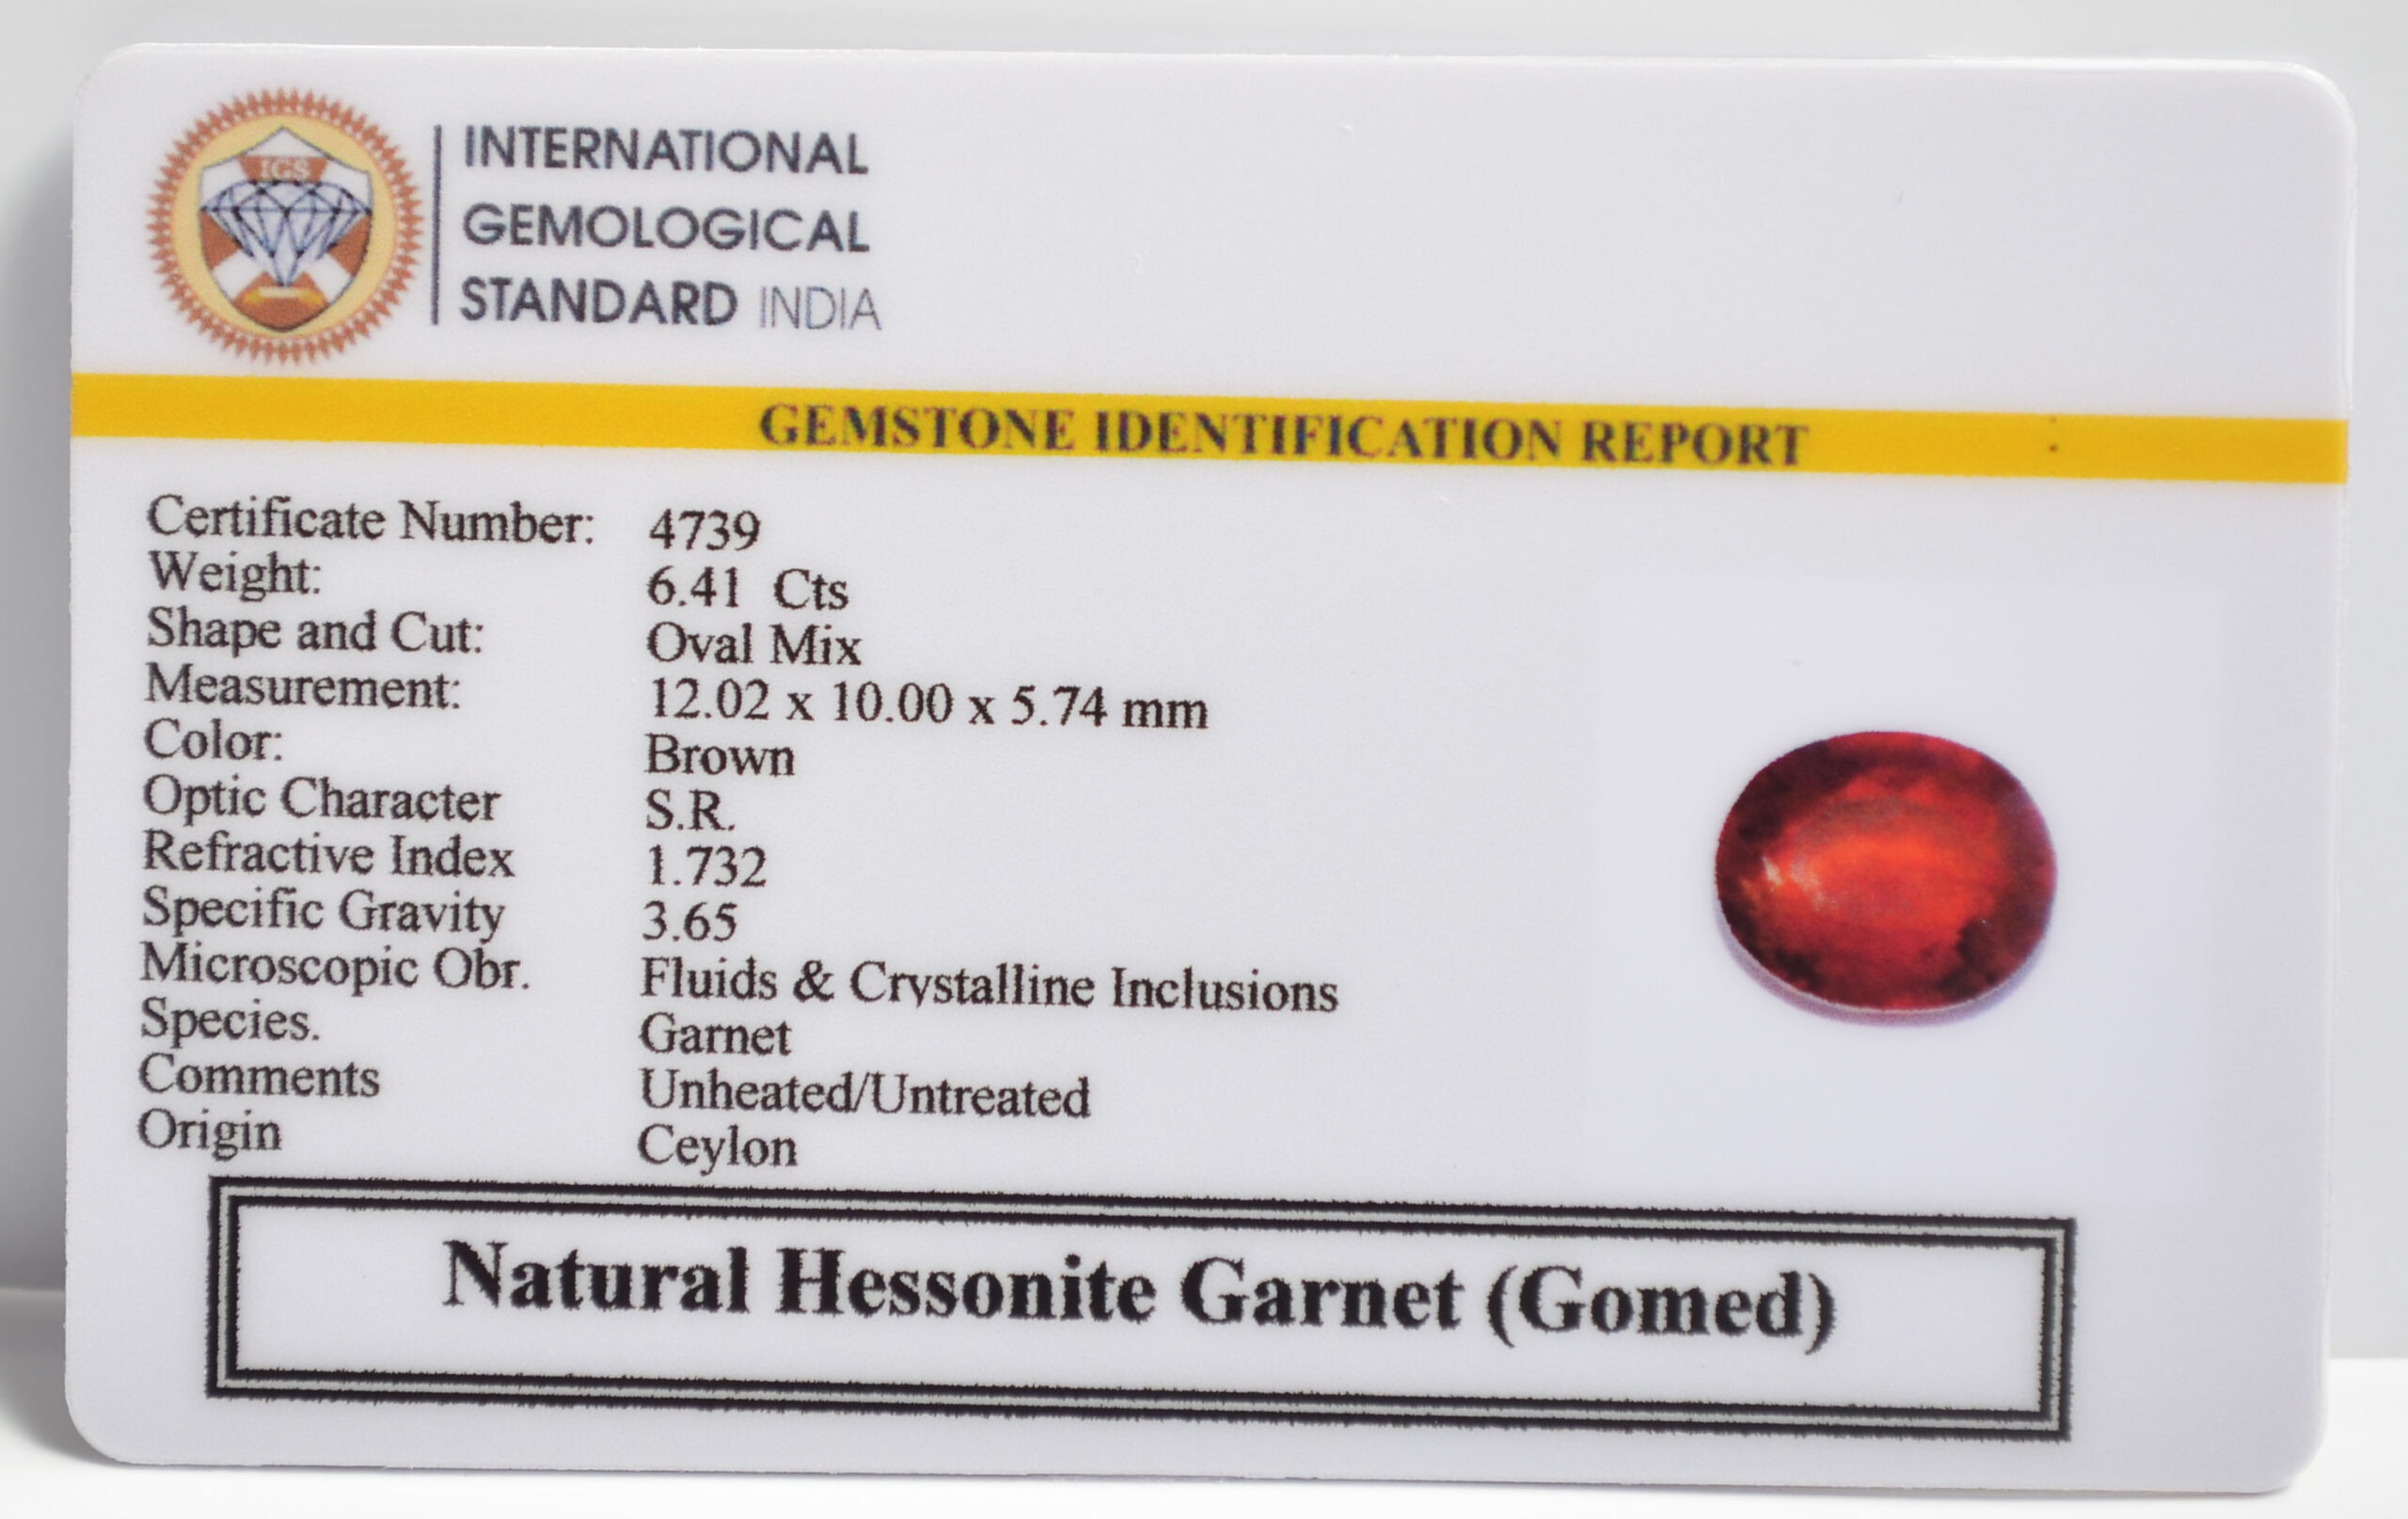 IGS
INTERNATIONAL
GEMOLOGICAL
STANDARD INDIA
GEMSTONE IDENTIFICATION REPORT
Certificate Number: 4739
Weight: 6.41 Cts
Shape and Cut: Oval Mix
Measurement: 12.02 x 10.00 x 5.74 mm
Color: Brown
Optic Character S.R.
Refractive Index 1.732
Specific Gravity 3.65
Microscopic Obr. Fluids & Crystalline Inclusions
Species. Garnet
Comments Unheated/Untreated
Origin Ceylon
Natural Hessonite Garnet (Gomed)